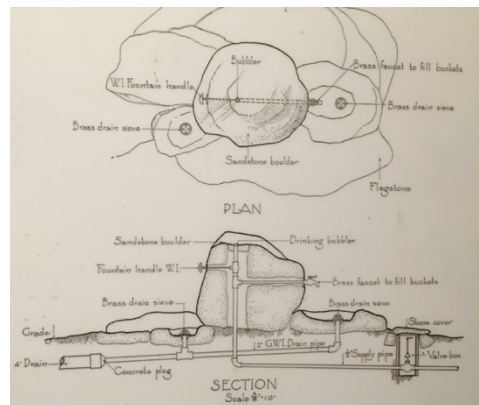 Bubbler
W.I. Fountain handle
Brass faucet to fill buckets
Brass drain sieve
Brass drain sieve
Sandstone boulder
Flagstone
PLAN
Sandstone boulder
Drinking bubbler
Fountain handle W.I.
Brass faucet to fill buckets
Brass drain sieve
Brass drain sieve
Stone cover
Grade
2" G.W.I. Drain pipe
Supply pipe
Valve box
4" Drain
Concrete plug
SECTION
Scale